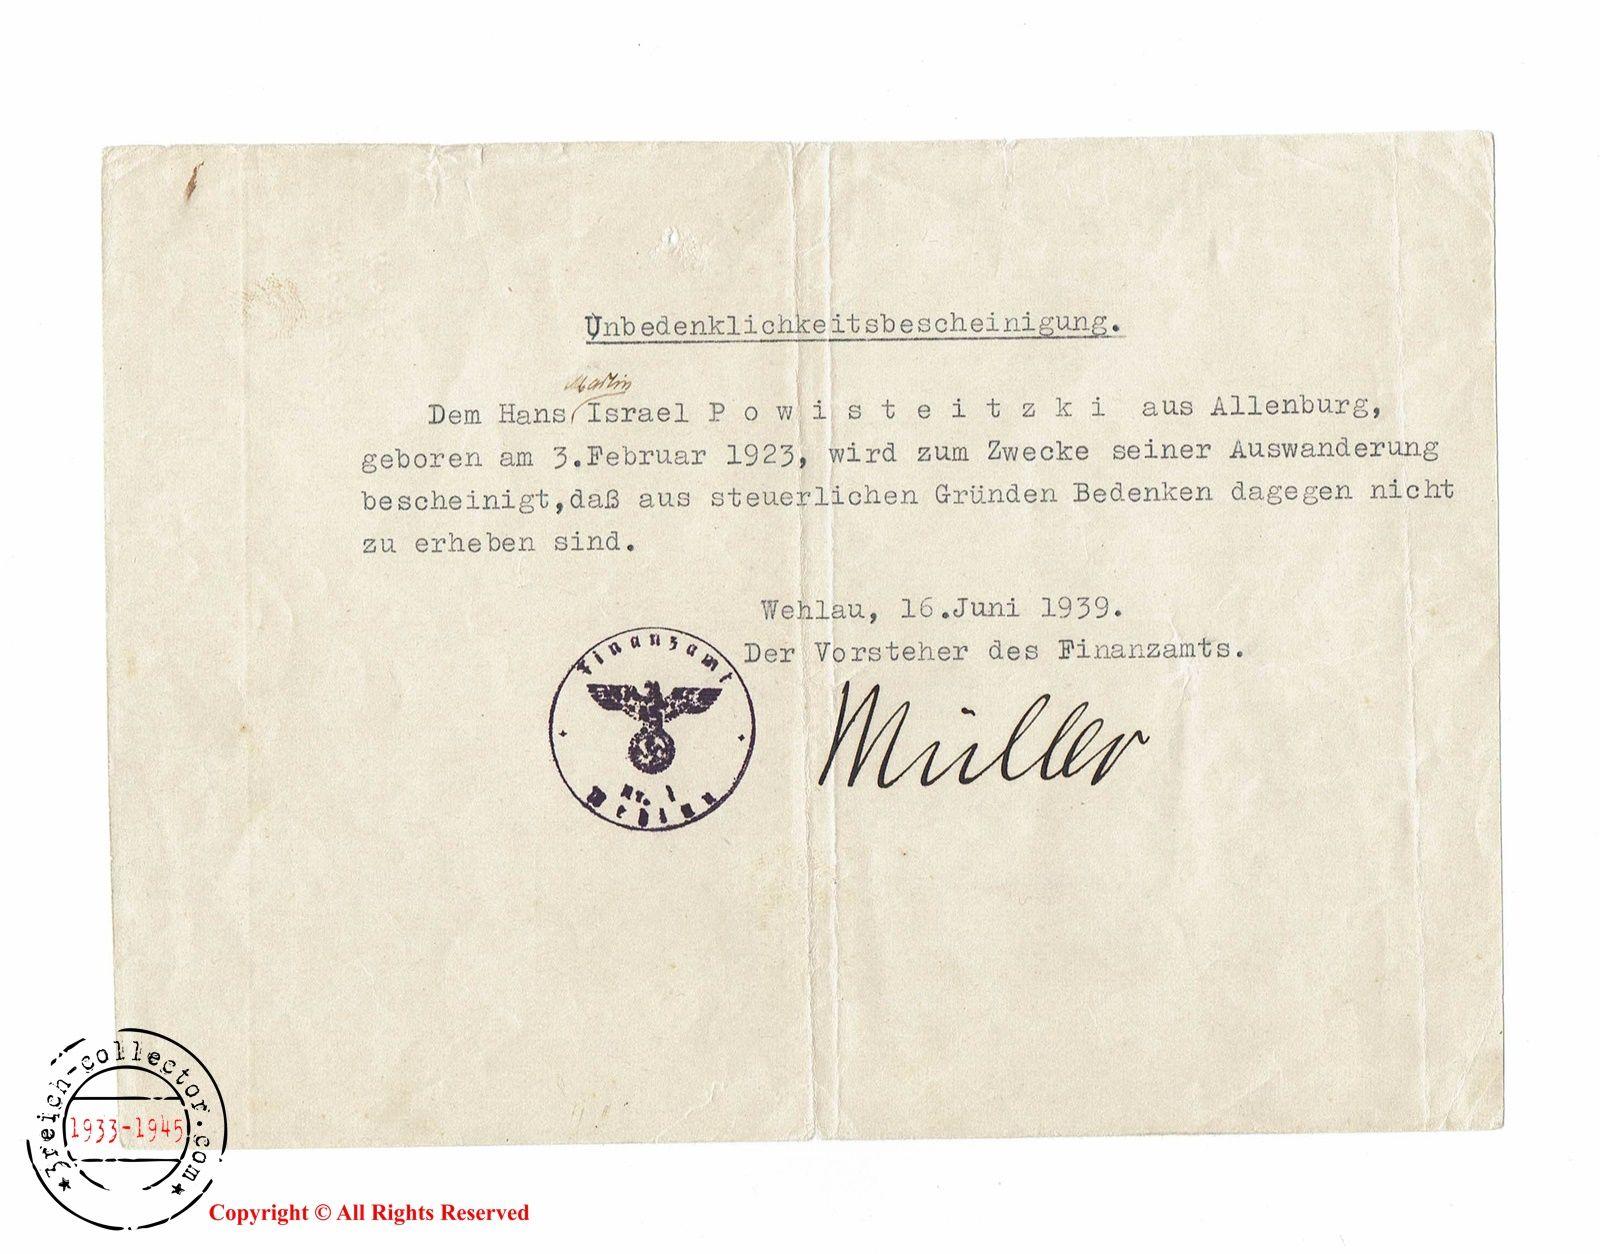 Unbedenklichkeitsbescheinigung.
Martin
Dem Hans Israel P o w i s t e i t z k i aus Allenburg,
geboren am 3.Februar 1923, wird zum Zwecke seiner Auswanderung
bescheinigt,daß aus steuerlichen Gründen Bedenken dagegen nicht
zu erheben sind.
Wehlau, 16.Juni 1939.
Der Vorsteher des Finanzamts.
Müller
Finanzamt
Nr. 1
Wehlau
3reich-collector.com
1933-1945
Copyright © All Rights Reserved